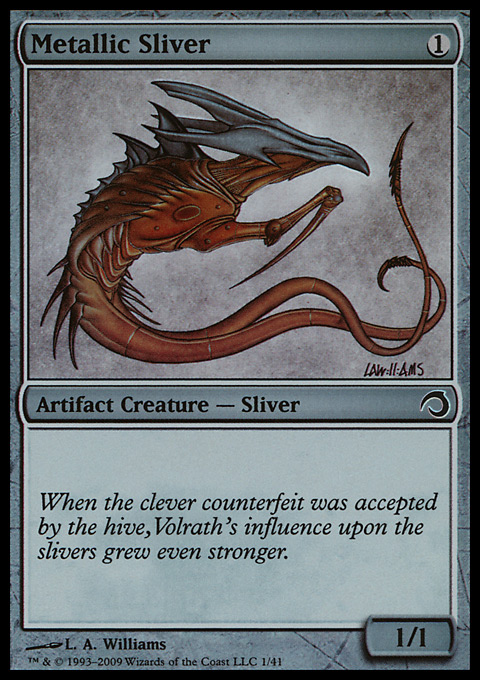 Metallic Sliver 1
LAW:ll:AMS
Artifact Creature — Sliver
When the clever counterfeit was accepted
by the hive, Volrath's influence upon the
slivers grew even stronger.
L. A. Williams
1/1
™ & © 1993–2009 Wizards of the Coast LLC 1/41